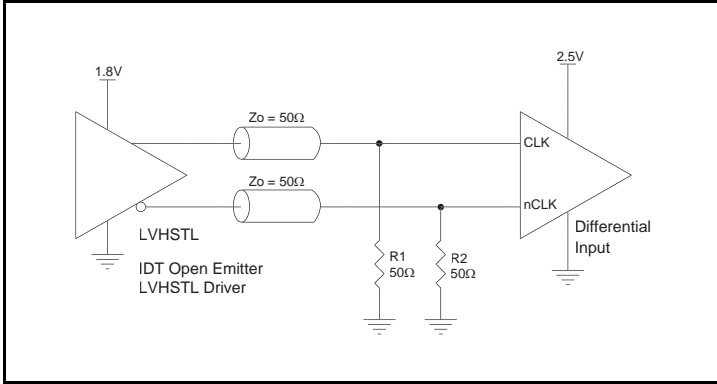 1.8V
2.5V
Zo = 50Ω
CLK
Zo = 50Ω
nCLK
Differential
Input
LVHSTL
IDT Open Emitter
LVHSTL Driver
R1
50Ω
R2
50Ω